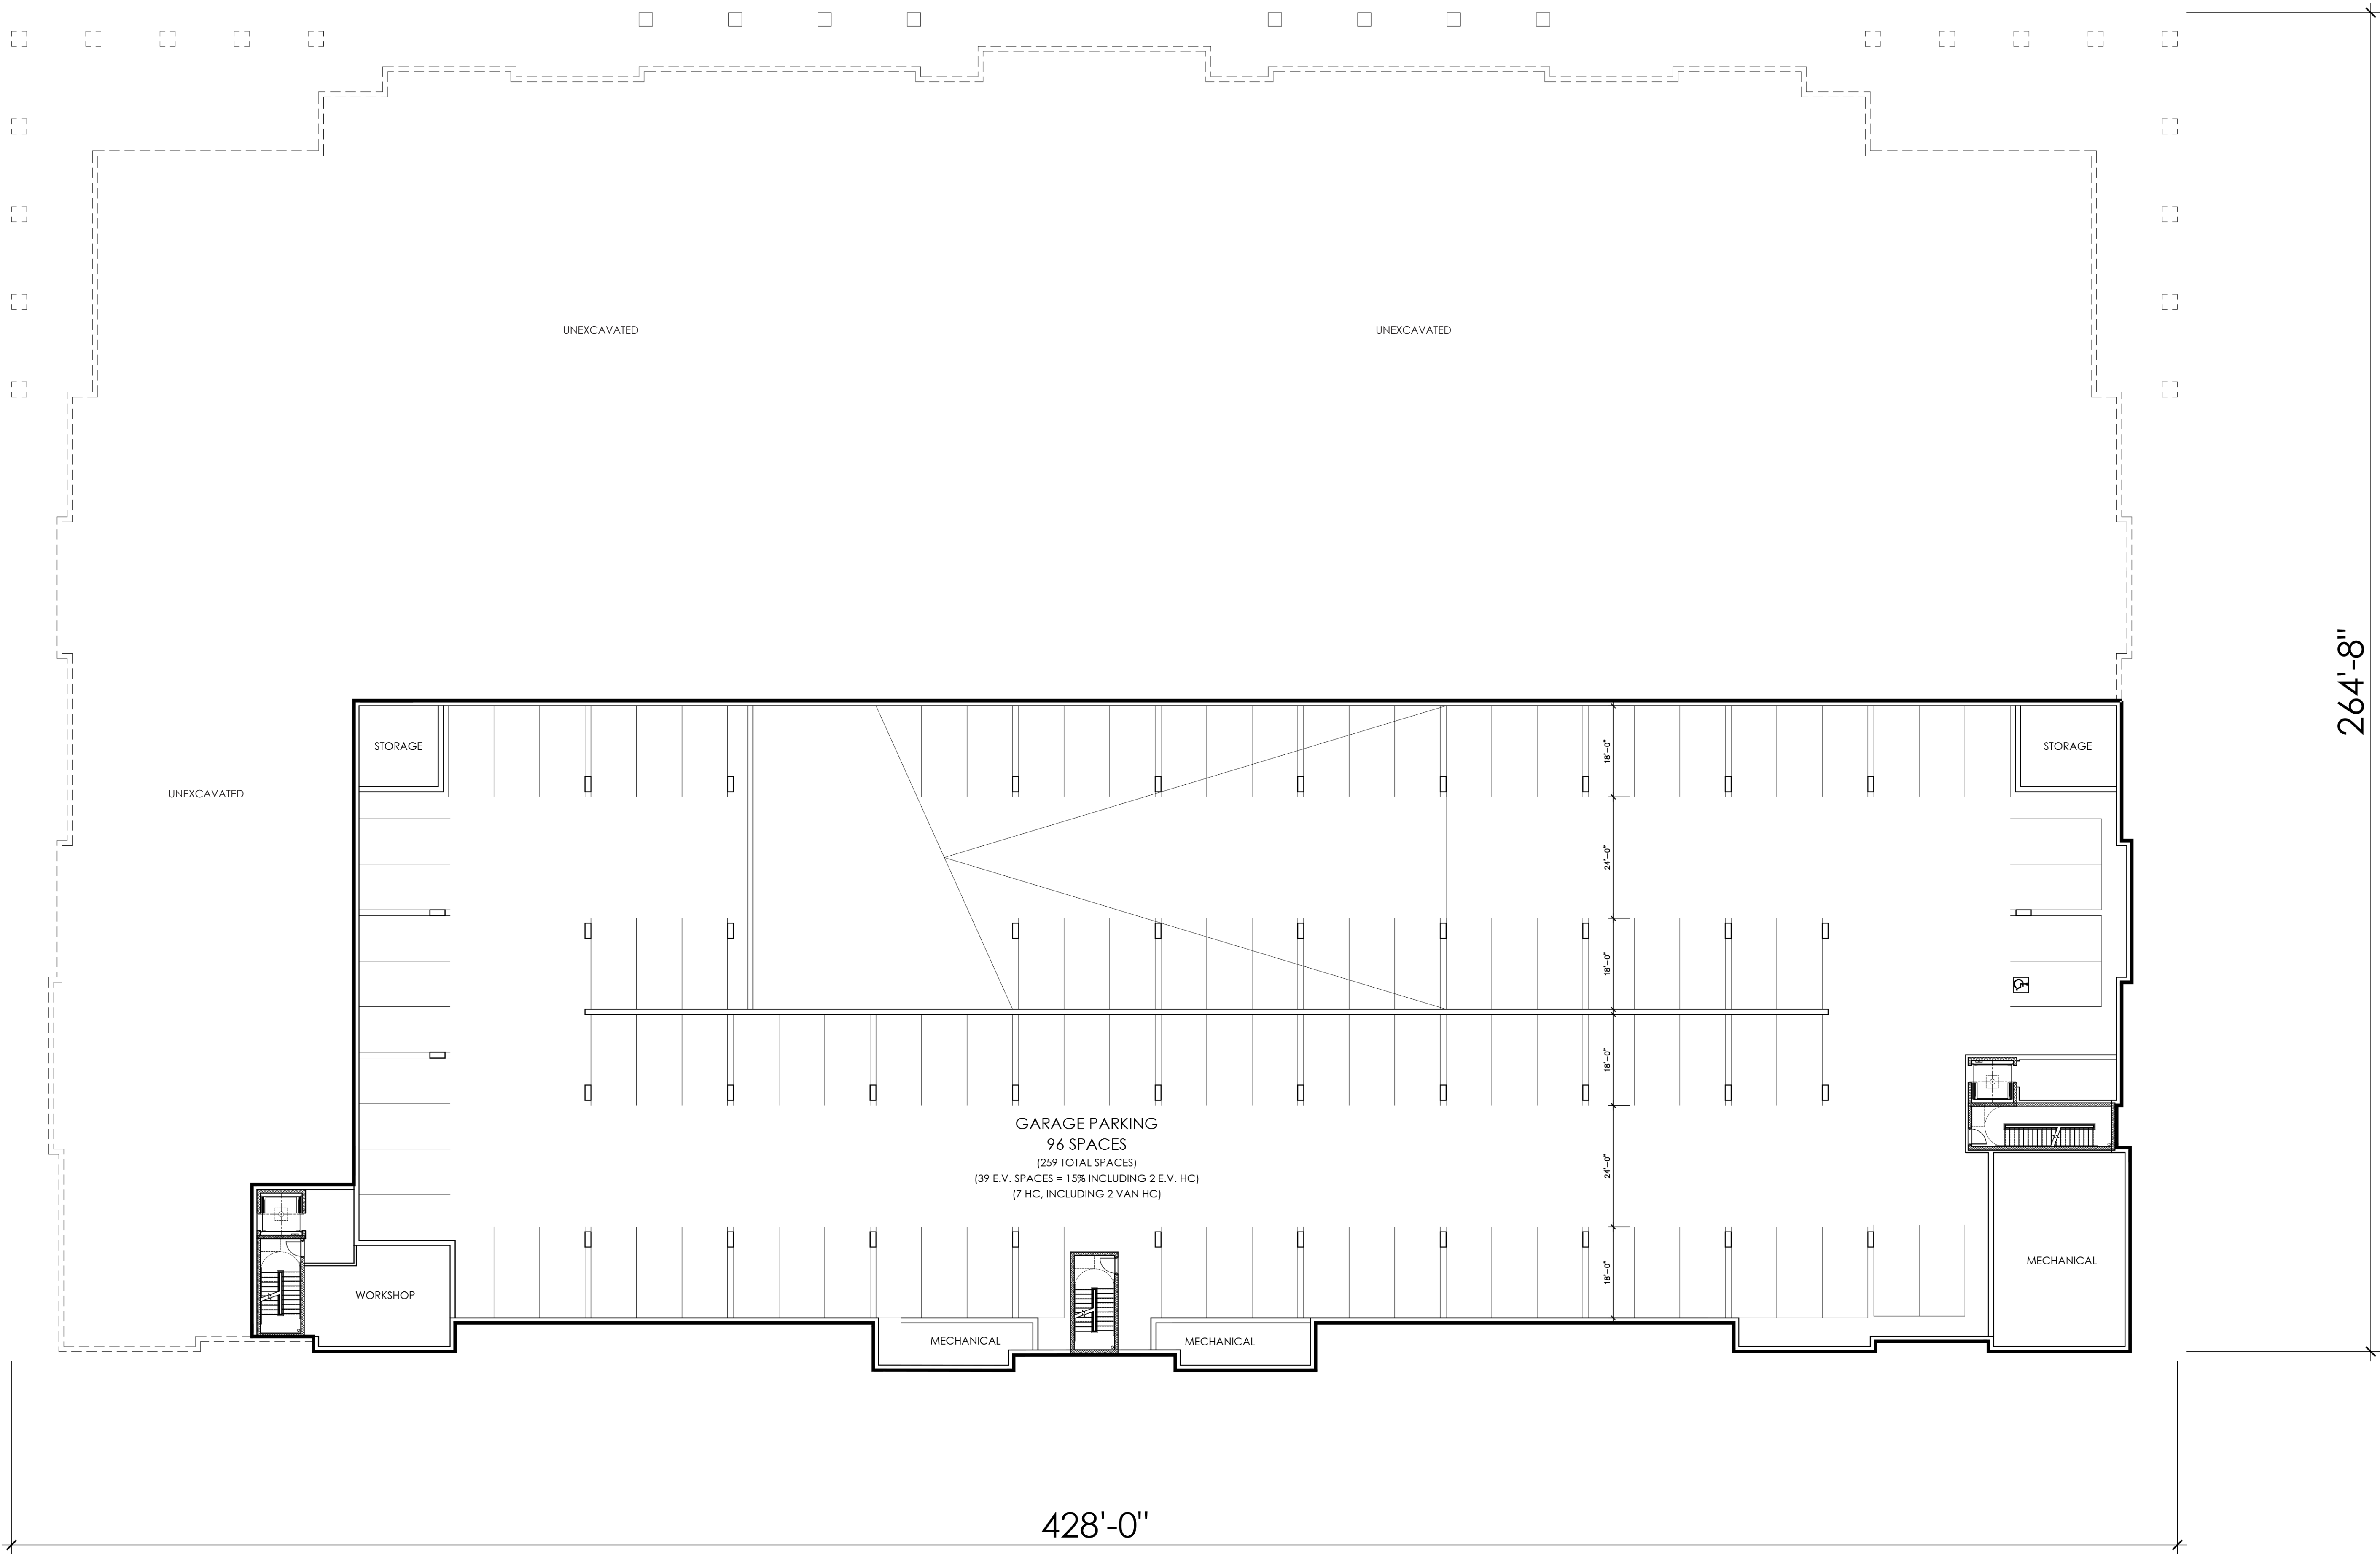 UNEXCAVATED
UNEXCAVATED
264'-8"
STORAGE
18'-0"
STORAGE
UNEXCAVATED
24'-0"
18'-0"
18'-0"
GARAGE PARKING
96 SPACES
(259 TOTAL SPACES)
(39 E.V. SPACES = 15% INCLUDING 2 E.V. HC)
(7 HC, INCLUDING 2 VAN HC)
24'-0"
MECHANICAL
18'-0"
WORKSHOP
MECHANICAL
MECHANICAL
428'-0"